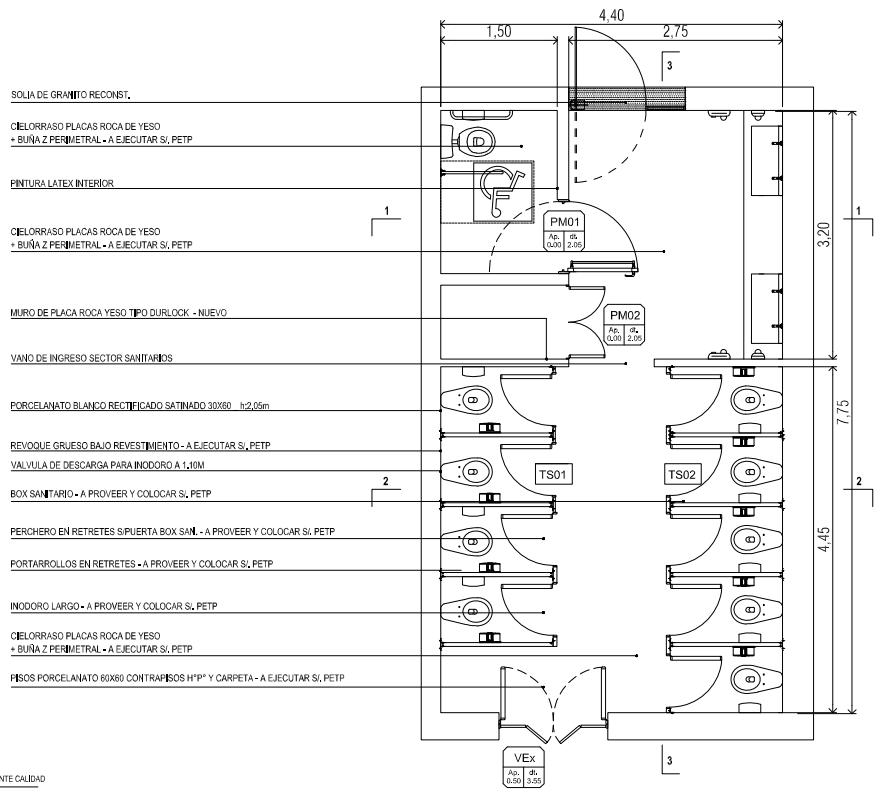 4,40
1,50
2,75
3
SOLIA DE GRANITO RECONST.
CIELORRASO PLACAS ROCA DE YESO
+ BUÑA Z PERIMETRAL - A EJECUTAR S/. PETP
PINTURA LATEX INTERIOR
1
1
PM01
Ap. 0.00
dt. 2.05
CIELORRASO PLACAS ROCA DE YESO
+ BUÑA Z PERIMETRAL - A EJECUTAR S/. PETP
3,20
MURO DE PLACA ROCA YESO TIPO DURLOCK - NUEVO
PM02
Ap. 0.00
dt. 2.05
VANO DE INGRESO SECTOR SANITARIOS
PORCELANATO BLANCO RECTIFICADO SATINADO 30X60 h:2,05m
7,75
REVOQUE GRUESO BAJO REVESTIMIENTO - A EJECUTAR S/. PETP
VALVULA DE DESCARGA PARA INODORO A 1.10M
TS01
TS02
2
2
BOX SANITARIO - A PROVEER Y COLOCAR S/. PETP
PERCHERO EN RETRETES S/PUERTA BOX SANI. - A PROVEER Y COLOCAR S/. PETP
4,45
PORTARROLLOS EN RETRETES - A PROVEER Y COLOCAR S/. PETP
INODORO LARGO - A PROVEER Y COLOCAR S/. PETP
CIELORRASO PLACAS ROCA DE YESO
+ BUÑA Z PERIMETRAL - A EJECUTAR S/. PETP
PISOS PORCELANATO 60X60 CONTRAPISOS H°P° Y CARPETA - A EJECUTAR S/. PETP
VEx
Ap. 0.50
dt. 3.55
3
NTE CALIDAD